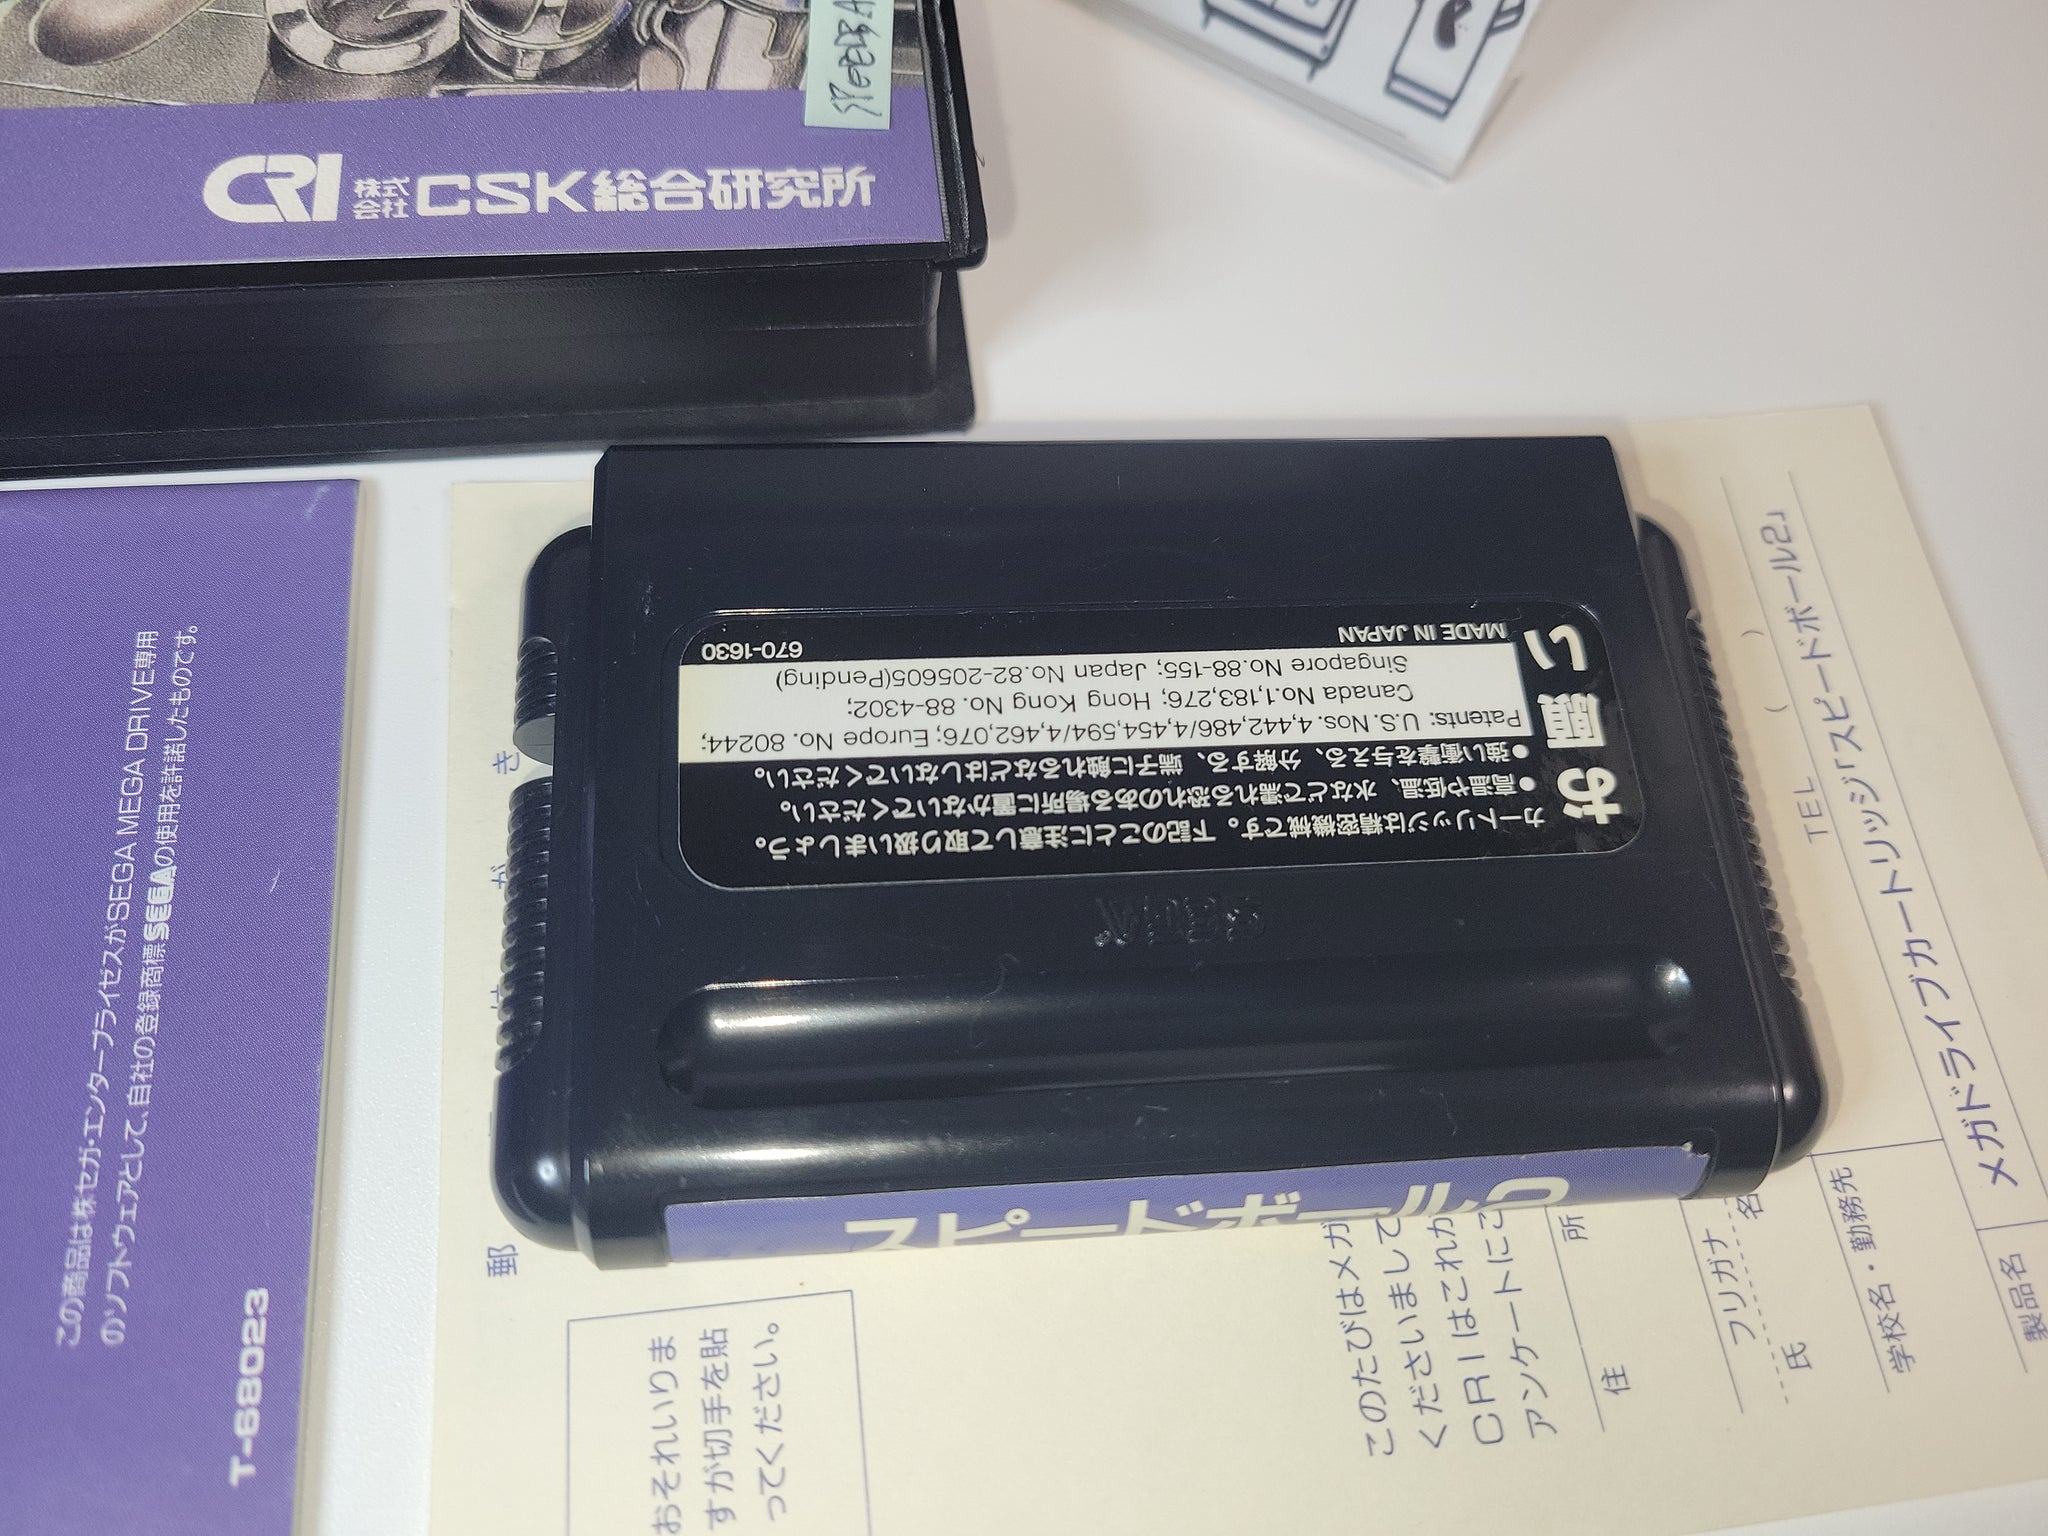 SPEEDBA
CRI 株式会社CSK総合研究所
この商品は株セガ・エンタープライゼスがSEGA MEGA DRIVE専用
のソフトウェアとして、自社の登録商標SEGAの使用を許諾したものです。
T-68023
お願い
カートリッジは精密機械です。下記のことに注意して取り扱いましょう。
●高温や低温、水などで濡れる恐れのある場所に置かないでください。
●強い衝撃を与える、分解する、端子に触れるなどはしないでください。
Patents: U.S. Nos. 4,442,486/4,454,594/4,462,076; Europe No. 80244;
Canada No.1,183,276; Hong Kong No. 88-4302;
Singapore No.88-155; Japan No.82-205605(Pending)
MADE IN JAPAN
670-1630
SEGA
スピードボール2
郵
が
き
おそれいりま
すが切手を貼
ってください。
このたびはメガ
くださいまして
CRIはこれか
アンケートにご
住
所
TEL ( )
フリガナ
氏
名
学校名・勤務先
製品名
メガドライブカートリッジ「スピードボール2」